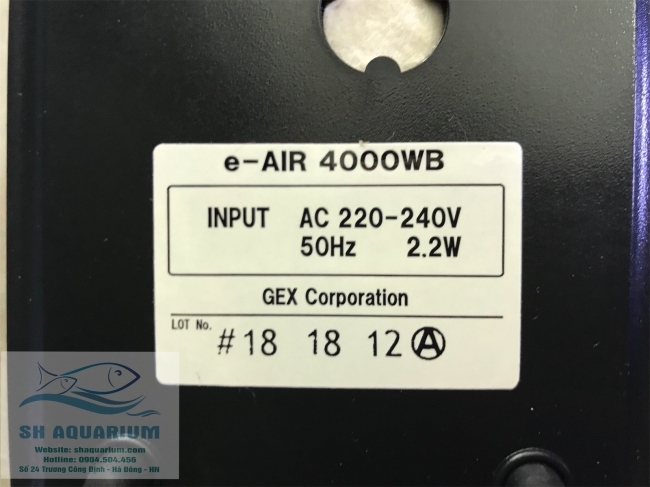 e-AIR 4000WB
INPUT AC 220-240V
50Hz 2.2W
GEX Corporation
LOT No.
#18 18 12 Ⓐ
SH AQUARIUM
Website: shaquarium.com
Hotline: 0934.504.456
Số 24 Trương Công Định - Hà Đông - HN